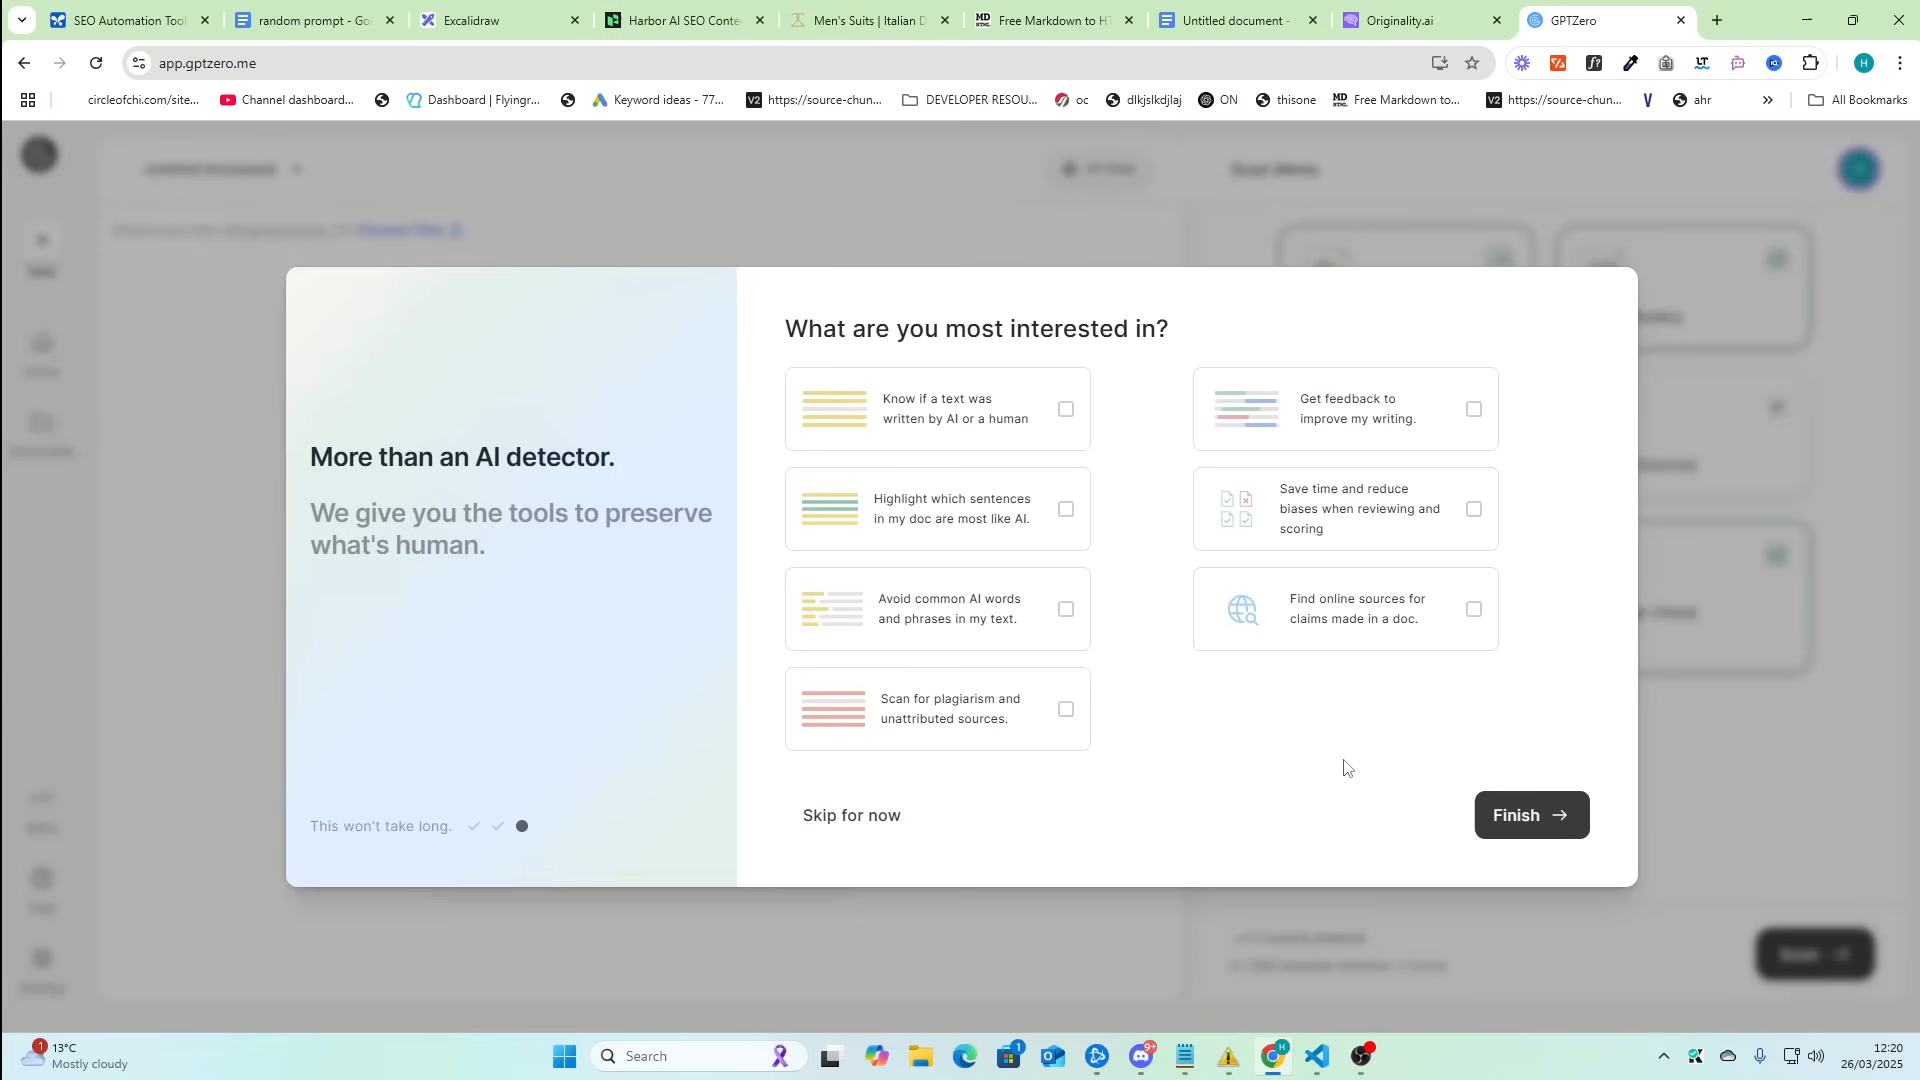 SEO Automation Tool
random prompt - Go
Excalidraw
Harbor AI SEO Conte
Men's Suits | Italian D
Free Markdown to HT
Untitled document -
Originality.ai
GPTZero
app.gptzero.me
circleofchi.com/site...
Channel dashboard...
Dashboard | Flyingr...
Keyword ideas - 77...
https://source-chun...
DEVELOPER RESOU...
oc
dlkjslkdjlaj
ON
thisone
Free Markdown to...
https://source-chun...
ahr
All Bookmarks
More than an AI detector.
We give you the tools to preserve
what's human.
This won't take long.
What are you most interested in?
Know if a text was
written by AI or a human
Get feedback to
improve my writing.
Highlight which sentences
in my doc are most like AI.
Save time and reduce
biases when reviewing and
scoring
Avoid common AI words
and phrases in my text.
Find online sources for
claims made in a doc.
Scan for plagiarism and
unattributed sources.
Skip for now
Finish
13°C
Mostly cloudy
Search
12:20
26/03/2025